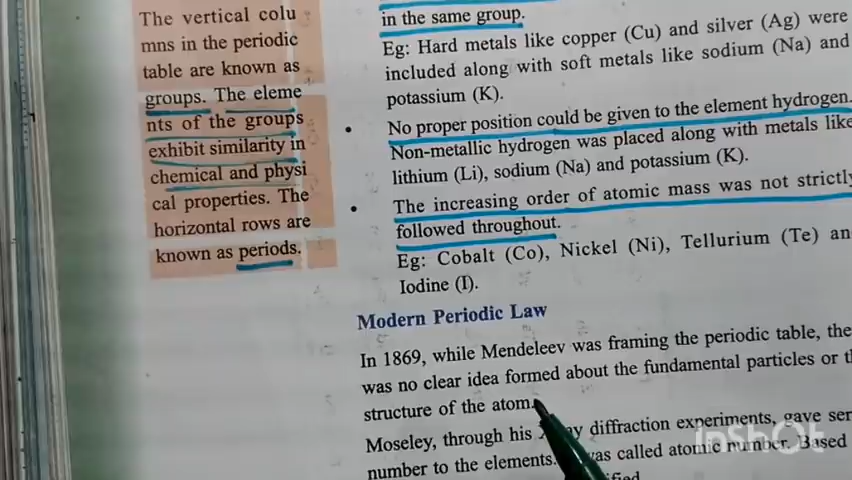 The vertical colu
mns in the periodic
table are known as
groups. The eleme
nts of the groups
exhibit similarity in
chemical and physi
cal properties. The
horizontal rows are
known as periods.
in the same group.
Eg: Hard metals like copper (Cu) and silver (Ag) were
included along with soft metals like sodium (Na) and
potassium (K).
• No proper position could be given to the element hydrogen.
Non-metallic hydrogen was placed along with metals like
lithium (Li), sodium (Na) and potassium (K).
• The increasing order of atomic mass was not strictly
followed throughout.
Eg: Cobalt (Co), Nickel (Ni), Tellurium (Te) an
Iodine (I).
Modern Periodic Law
In 1869, while Mendeleev was framing the periodic table, the
was no clear idea formed about the fundamental particles or t
structure of the atom.
Moseley, through his diffraction experiments, gave ser
number to the elements. was called atomic number. Based
InShOt